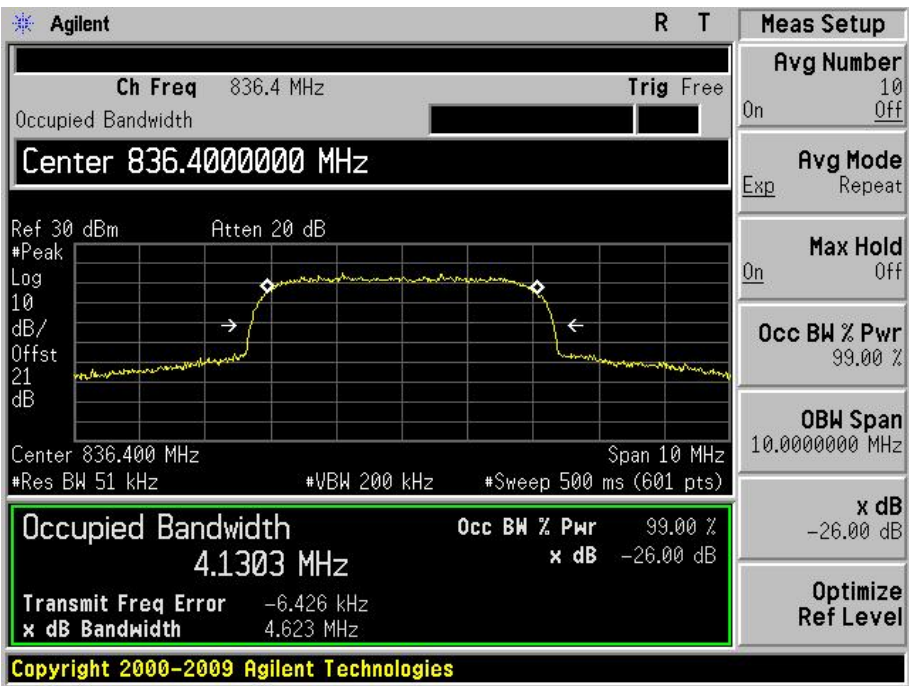 Agilent R T
Ch Freq 836.4 MHz Trig Free
Occupied Bandwidth
Center 836.4000000 MHz
Ref 30 dBm Atten 20 dB
#Peak
Log
10
dB/
Offst
21
dB
Center 836.400 MHz Span 10 MHz
#Res BW 51 kHz #VBW 200 kHz #Sweep 500 ms (601 pts)
Occupied Bandwidth Occ BW % Pwr 99.00 %
4.1303 MHz x dB -26.00 dB
Transmit Freq Error -6.426 kHz
x dB Bandwidth 4.623 MHz
Copyright 2000-2009 Agilent Technologies
Meas Setup
Avg Number
10
On Off
Avg Mode
Exp Repeat
Max Hold
On Off
Occ BW % Pwr
99.00 %
OBW Span
10.0000000 MHz
x dB
-26.00 dB
Optimize
Ref Level